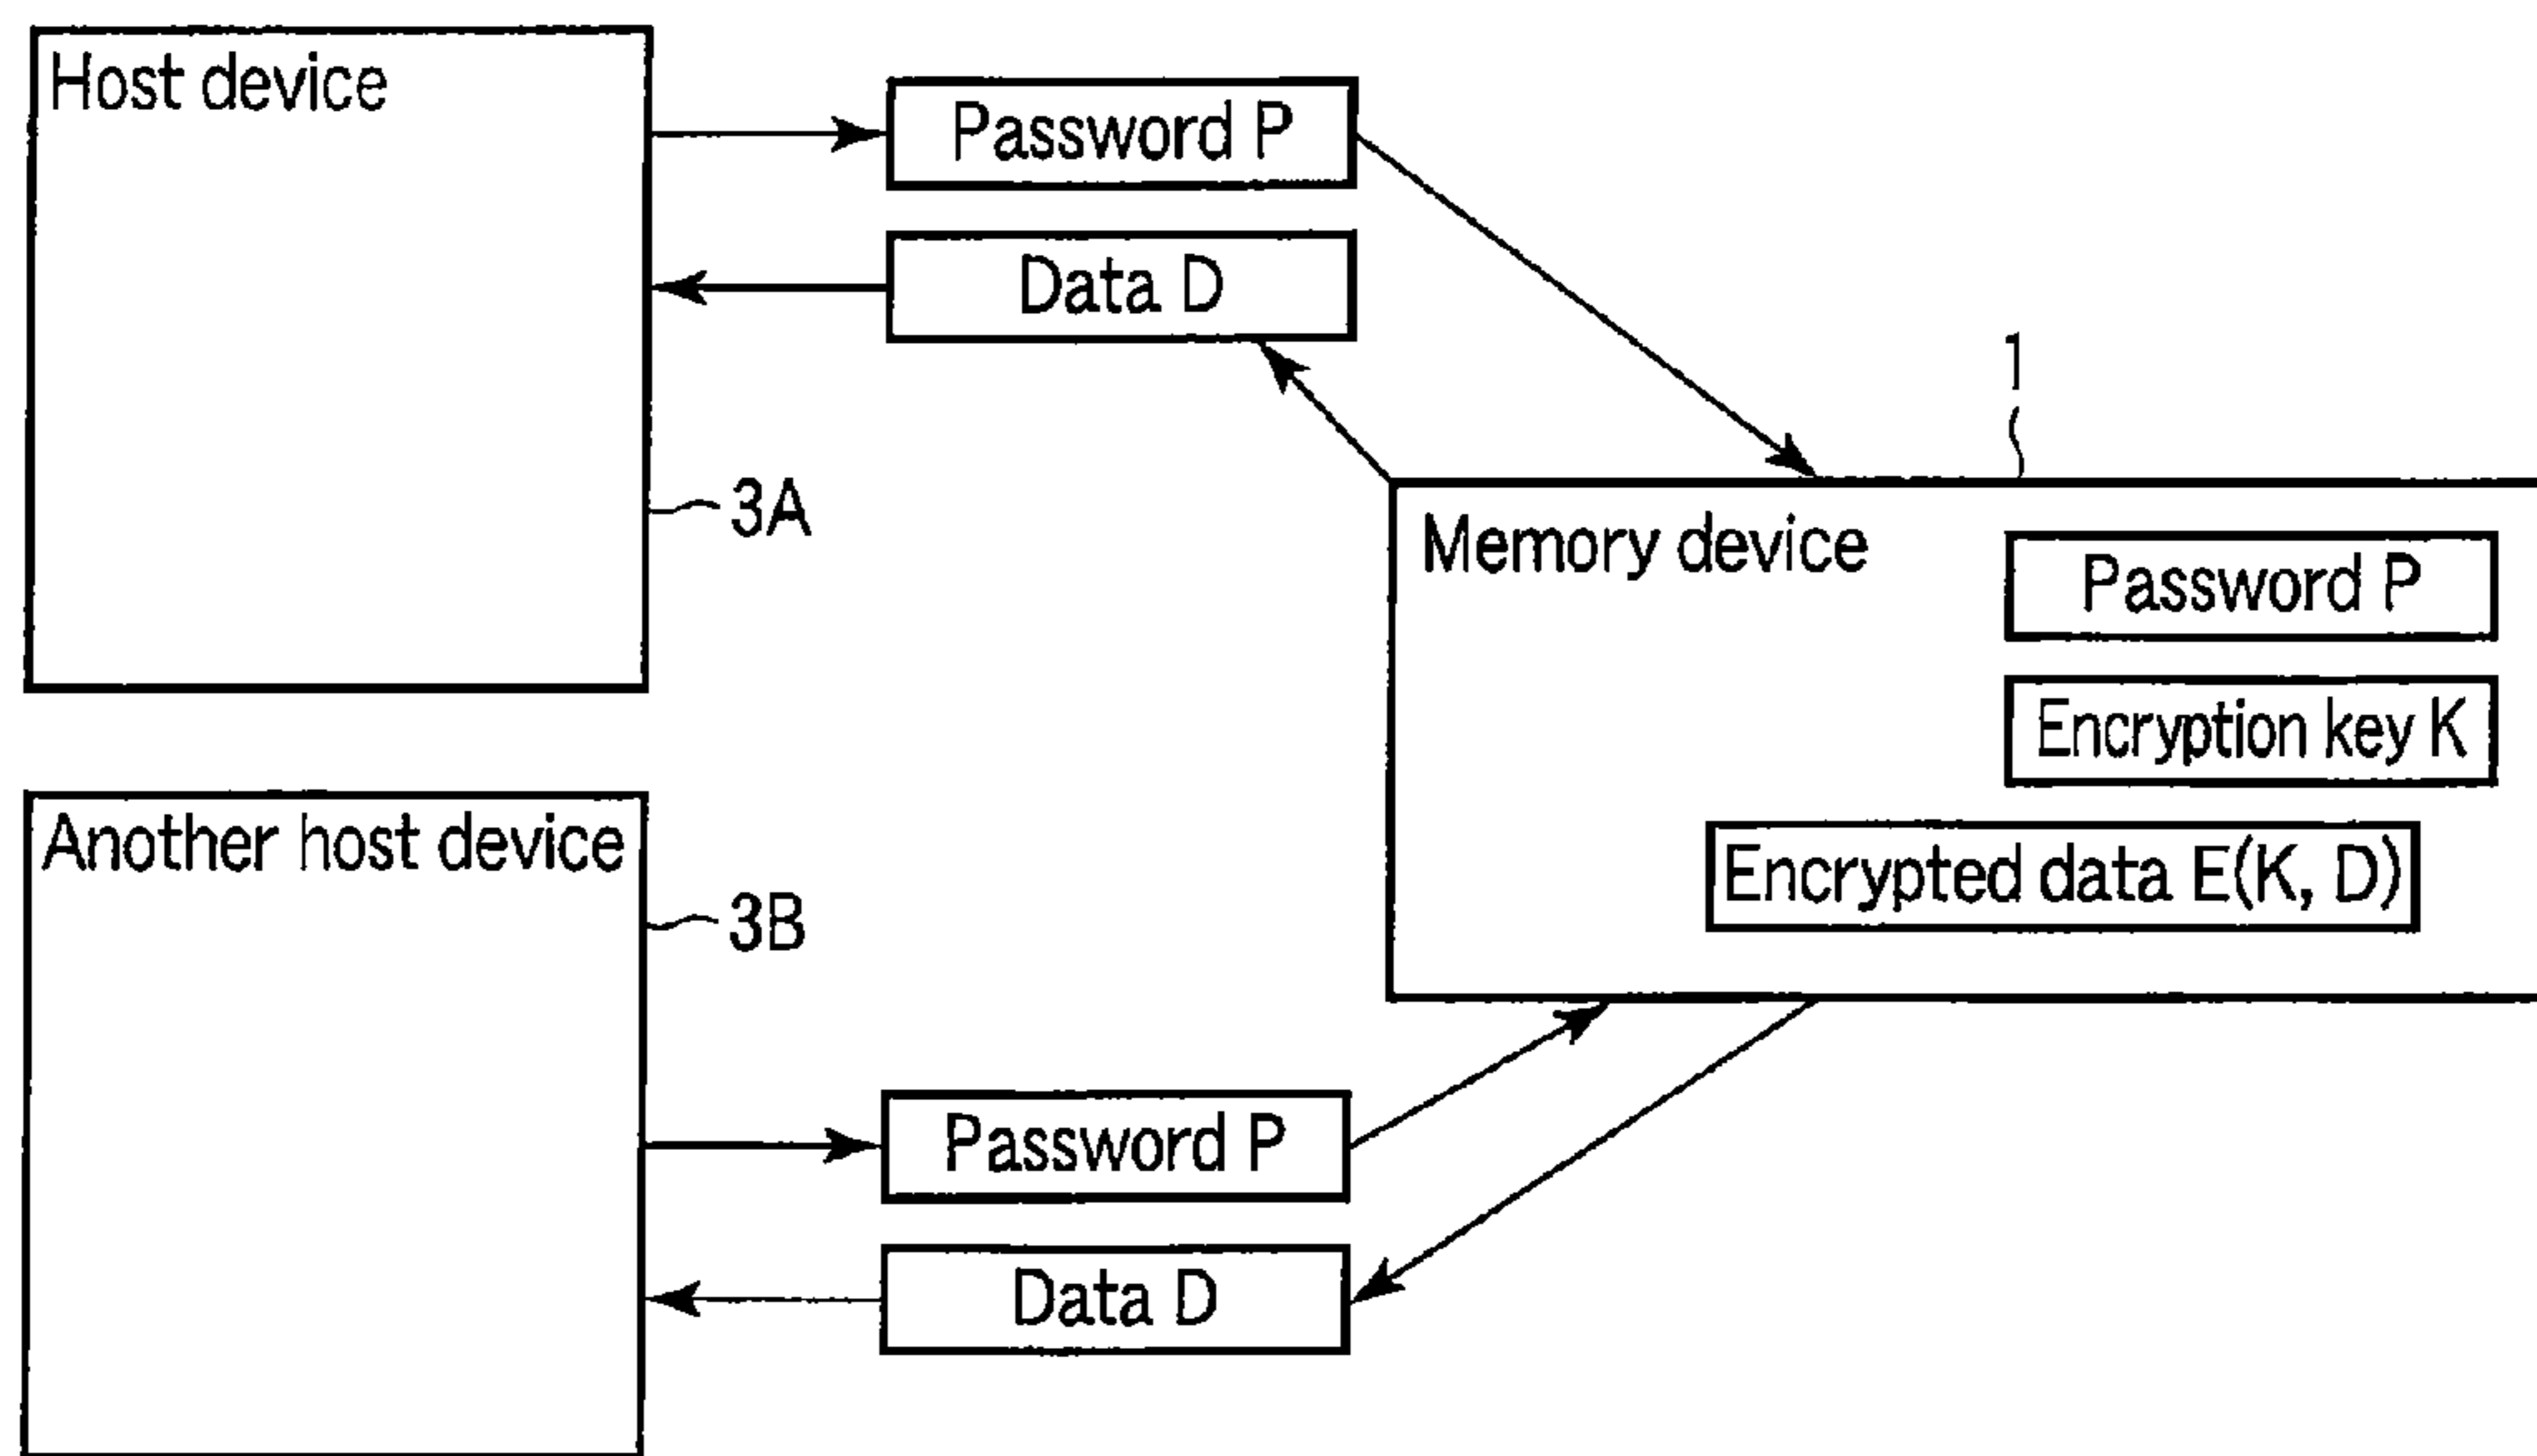 Host device
Password P
Data D
3A
1
Memory device
Password P
Encryption key K
Encrypted data E(K, D)
Another host device
3B
Password P
Data D